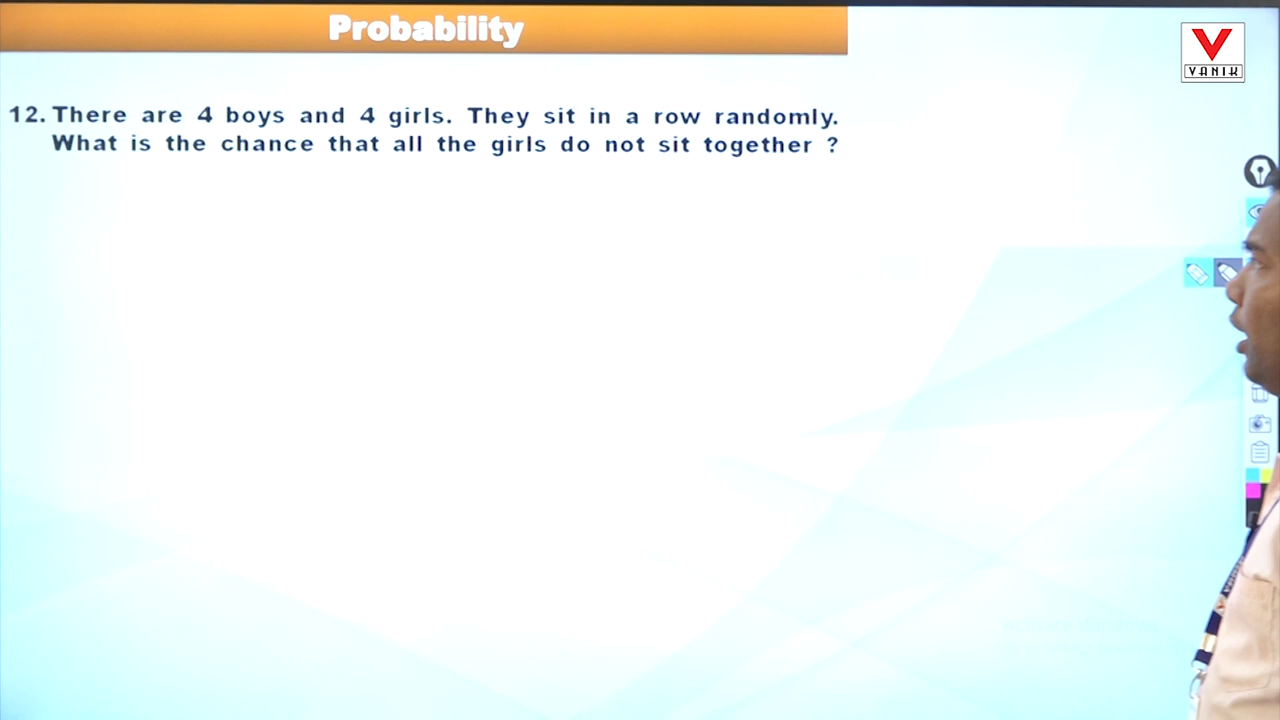 Probability
VANIK
12. There are 4 boys and 4 girls. They sit in a row randomly.
What is the chance that all the girls do not sit together ?